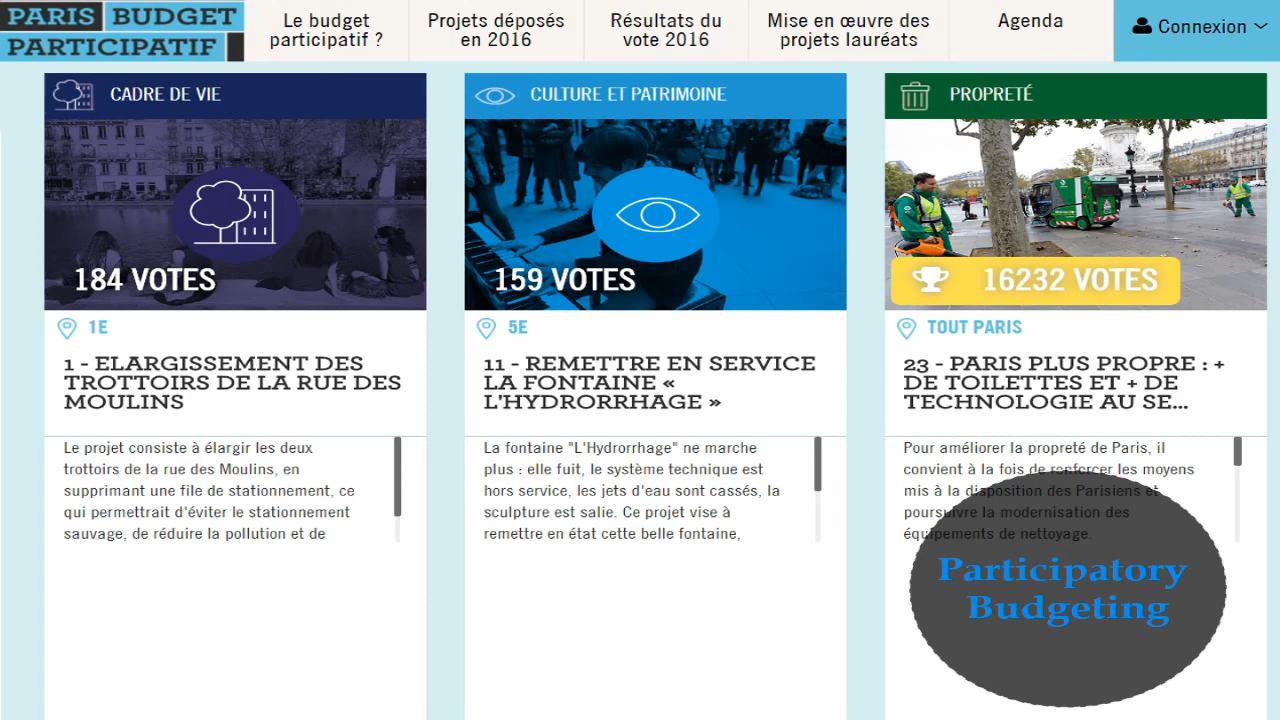 PARIS BUDGET
PARTICIPATIF
Le budget
participatif ?
Projets déposés
en 2016
Résultats du
vote 2016
Mise en œuvre des
projets lauréats
Agenda
Connexion
CADRE DE VIE
184 VOTES
1E
1 - ELARGISSEMENT DES
TROTTOIRS DE LA RUE DES
MOULINS
Le projet consiste à élargir les deux
trottoirs de la rue des Moulins, en
supprimant une file de stationnement, ce
qui permettrait d'éviter le stationnement
sauvage, de réduire la pollution et de
CULTURE ET PATRIMOINE
159 VOTES
5E
11 - REMETTRE EN SERVICE
LA FONTAINE «
L'HYDRORRHAGE »
La fontaine "L'Hydrorrhage" ne marche
plus : elle fuit, le système technique est
hors service, les jets d'eau sont cassés, la
sculpture est salie. Ce projet vise à
remettre en état cette belle fontaine,
PROPRETÉ
16232 VOTES
TOUT PARIS
23 - PARIS PLUS PROPRE : +
DE TOILETTES ET + DE
TECHNOLOGIE AU SE...
Pour améliorer la propreté de Paris, il
convient à la fois de renforcer les moyens
mis à la disposition des Parisiens et
poursuivre la modernisation des
équipements de nettoyage.
Participatory
Budgeting